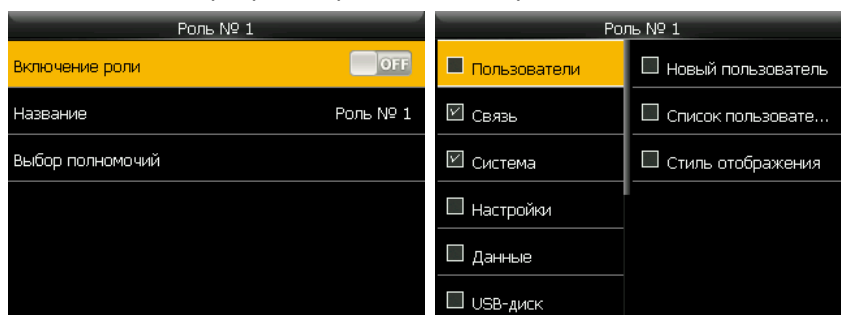 Роль № 1
Включение роли OFF
Название Роль № 1
Выбор полномочий
Роль № 1
Пользователи
Связь
Система
Настройки
Данные
USB-диск
Новый пользователь
Список пользовате...
Стиль отображения